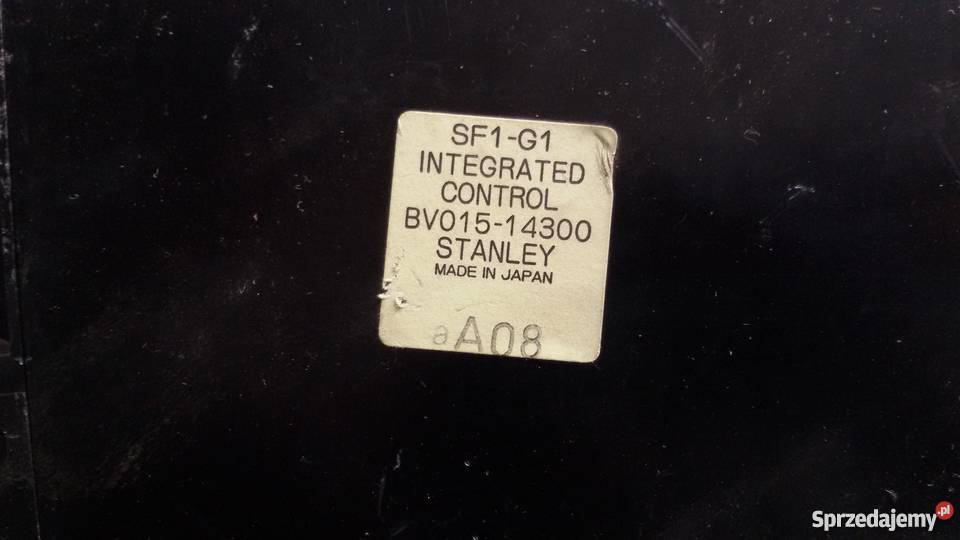 SF1-G1
INTEGRATED
CONTROL
BV015-14300
STANLEY
MADE IN JAPAN
aA08
Sprzedajemy.pl